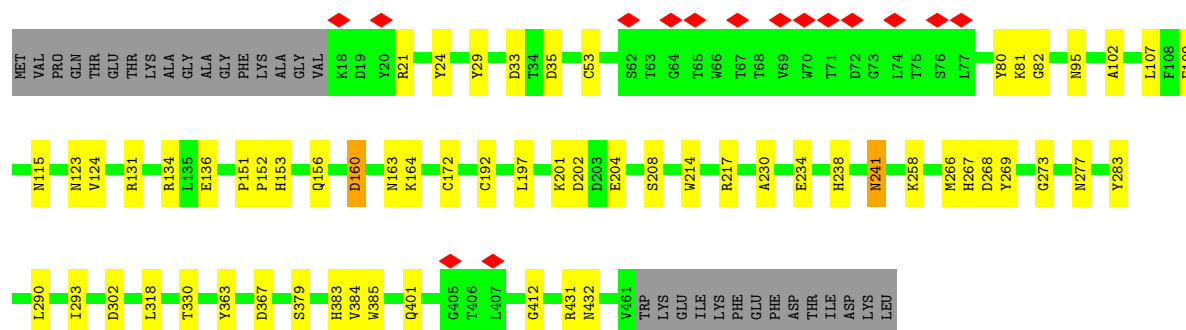 MET VAL PRO GLN THR GLU THR LYS ALA GLY ALA GLY PHE LYS ALA GLY VAL K18 D19 Y20 R21 Y24 Y29 D33 T34 D35 C53 S62 T63 G64 T65 W66 T67 T68 V69 W70 T71 D72 G73 L74 T75 S76 L77 Y80 K81 G82 N95 A102 L107 F108
N115 N123 V124 R131 R134 L135 E136 P151 P152 H153 Q156 D160 N163 K164 C172 C192 L197 K201 D202 D203 E204 S208 W214 R217 A230 E234 H238 N241 K258 M266 H267 D268 Y269 G273 N277 Y283
L290 I293 D302 L318 T330 Y363 D367 S379 H383 V384 W385 Q401 G405 T406 L407 G412 R431 N432 V461 TRP LYS GLU ILE LYS PHE GLU PHE ASP THR ILE ASP LYS LEU